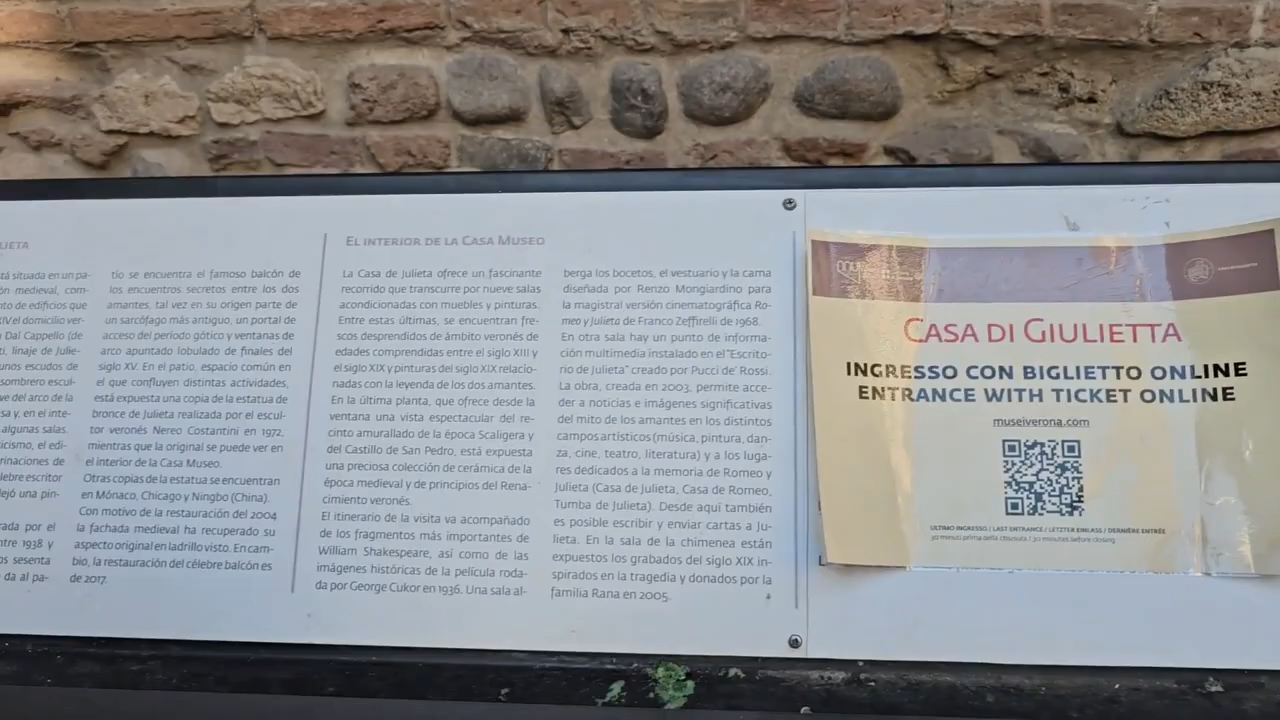 LIETA
tá situada en un pa-
ón medieval, com-
nto de edificios que
XIV el domicilio ver-
Dal Cappello (de
ti, linaje de Julie-
unos escudos de
sombrero escul-
ve del arco de la
sa y, en el inte-
algunas salas.
icismo, el edi-
rinaciones de
lebre escritor
lejó una pin-
rada por el
ntre 1938 y
os sesenta
da al pa-
tio se encuentra el famoso balcón de
los encuentros secretos entre los dos
amantes, tal vez en su origen parte de
un sarcófago más antiguo, un portal de
acceso del período gótico y ventanas de
arco apuntado lobulado de finales del
siglo XV. En el patio, espacio común en
el que confluyen distintas actividades,
está expuesta una copia de la estatua de
bronce de Julieta realizada por el escul-
tor veronés Nereo Costantini en 1972,
mientras que la original se puede ver en
el interior de la Casa Museo.
Otras copias de la estatua se encuentran
en Mónaco, Chicago y Ningbo (China).
Con motivo de la restauración del 2004
la fachada medieval ha recuperado su
aspecto original en ladrillo visto. En cam-
bio, la restauración del célebre balcón es
de 2017.
El interior de la Casa Museo
La Casa de Julieta ofrece un fascinante
recorrido que transcurre por nueve salas
acondicionadas con muebles y pinturas.
Entre estas últimas, se encuentran fre-
scos desprendidos de ámbito veronés de
edades comprendidas entre el siglo XIII y
el siglo XIX y pinturas del siglo XIX relacio-
nadas con la leyenda de los dos amantes.
En la última planta, que ofrece desde la
ventana una vista espectacular del re-
cinto amurallado de la época Scaligera y
del Castillo de San Pedro, está expuesta
una preciosa colección de cerámica de la
época medieval y de principios del Rena-
cimiento veronés.
El itinerario de la visita va acompañado
de los fragmentos más importantes de
William Shakespeare, así como de las
imágenes históricas de la película roda-
da por George Cukor en 1936. Una sala al-
berga los bocetos, el vestuario y la cama
diseñada por Renzo Mongiardino para
la magistral versión cinematográfica Ro-
meo y Julieta de Franco Zeffirelli de 1968.
En otra sala hay un punto de informa-
ción multimedia instalado en el "Escrito-
rio de Julieta" creado por Pucci de' Rossi.
La obra, creada en 2003, permite acce-
der a noticias e imágenes significativas
del mito de los amantes en los distintos
campos artísticos (música, pintura, dan-
za, cine, teatro, literatura) y a los luga-
res dedicados a la memoria de Romeo y
Julieta (Casa de Julieta, Casa de Romeo,
Tumba de Julieta). Desde aquí también
es posible escribir y enviar cartas a Ju-
lieta. En la sala de la chimenea están
expuestos los grabados del siglo XIX in-
spirados en la tragedia y donados por la
familia Rana en 2005.
Casa di Giulietta
INGRESSO CON BIGLIETTO ONLINE
ENTRANCE WITH TICKET ONLINE
museiverona.com
ULTIMO INGRESSO / LAST ENTRANCE / LETZTER EINLASS / DERNIÈRE ENTRÉE
30 minuti prima della chiusura / 30 minutes before closing